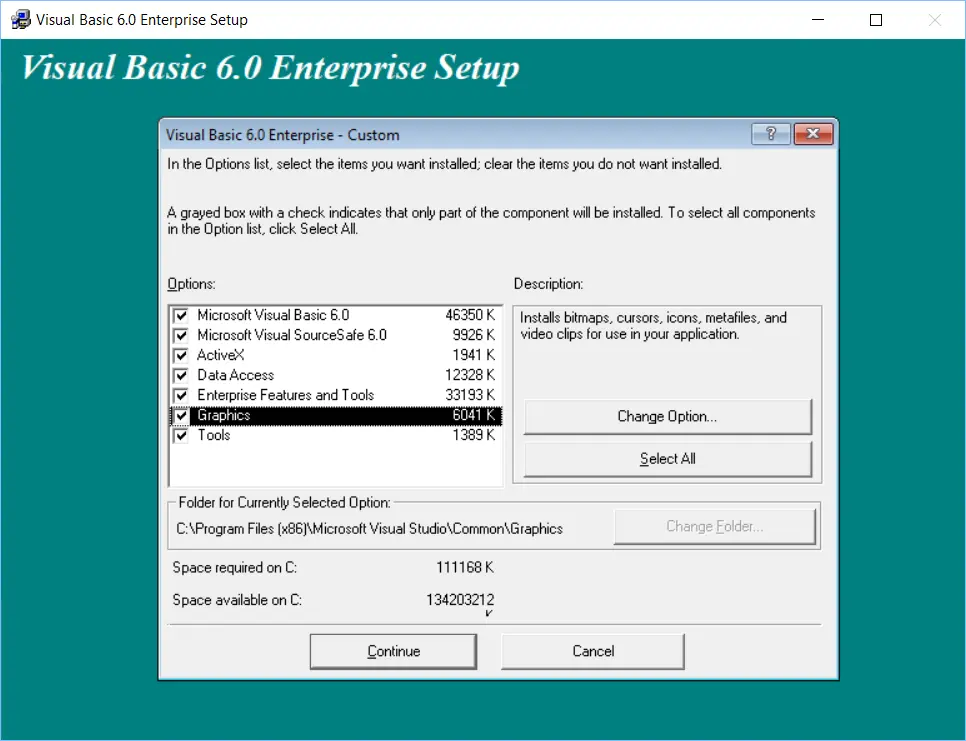 Visual Basic 6.0 Enterprise Setup
Visual Basic 6.0 Enterprise Setup
Visual Basic 6.0 Enterprise - Custom
In the Options list, select the items you want installed; clear the items you do not want installed.
A grayed box with a check indicates that only part of the component will be installed. To select all components
in the Option list, click Select All.
Options:
Microsoft Visual Basic 6.0 46350 K
Microsoft Visual SourceSafe 6.0 9926 K
ActiveX 1941 K
Data Access 12328 K
Enterprise Features and Tools 33193 K
Graphics 6041 K
Tools 1389 K
Description:
Installs bitmaps, cursors, icons, metafiles, and
video clips for use in your application.
Change Option...
Select All
Folder for Currently Selected Option:
C:\Program Files (x86)\Microsoft Visual Studio\Common\Graphics
Change Folder...
Space required on C: 111168 K
Space available on C: 134203212
Continue
Cancel